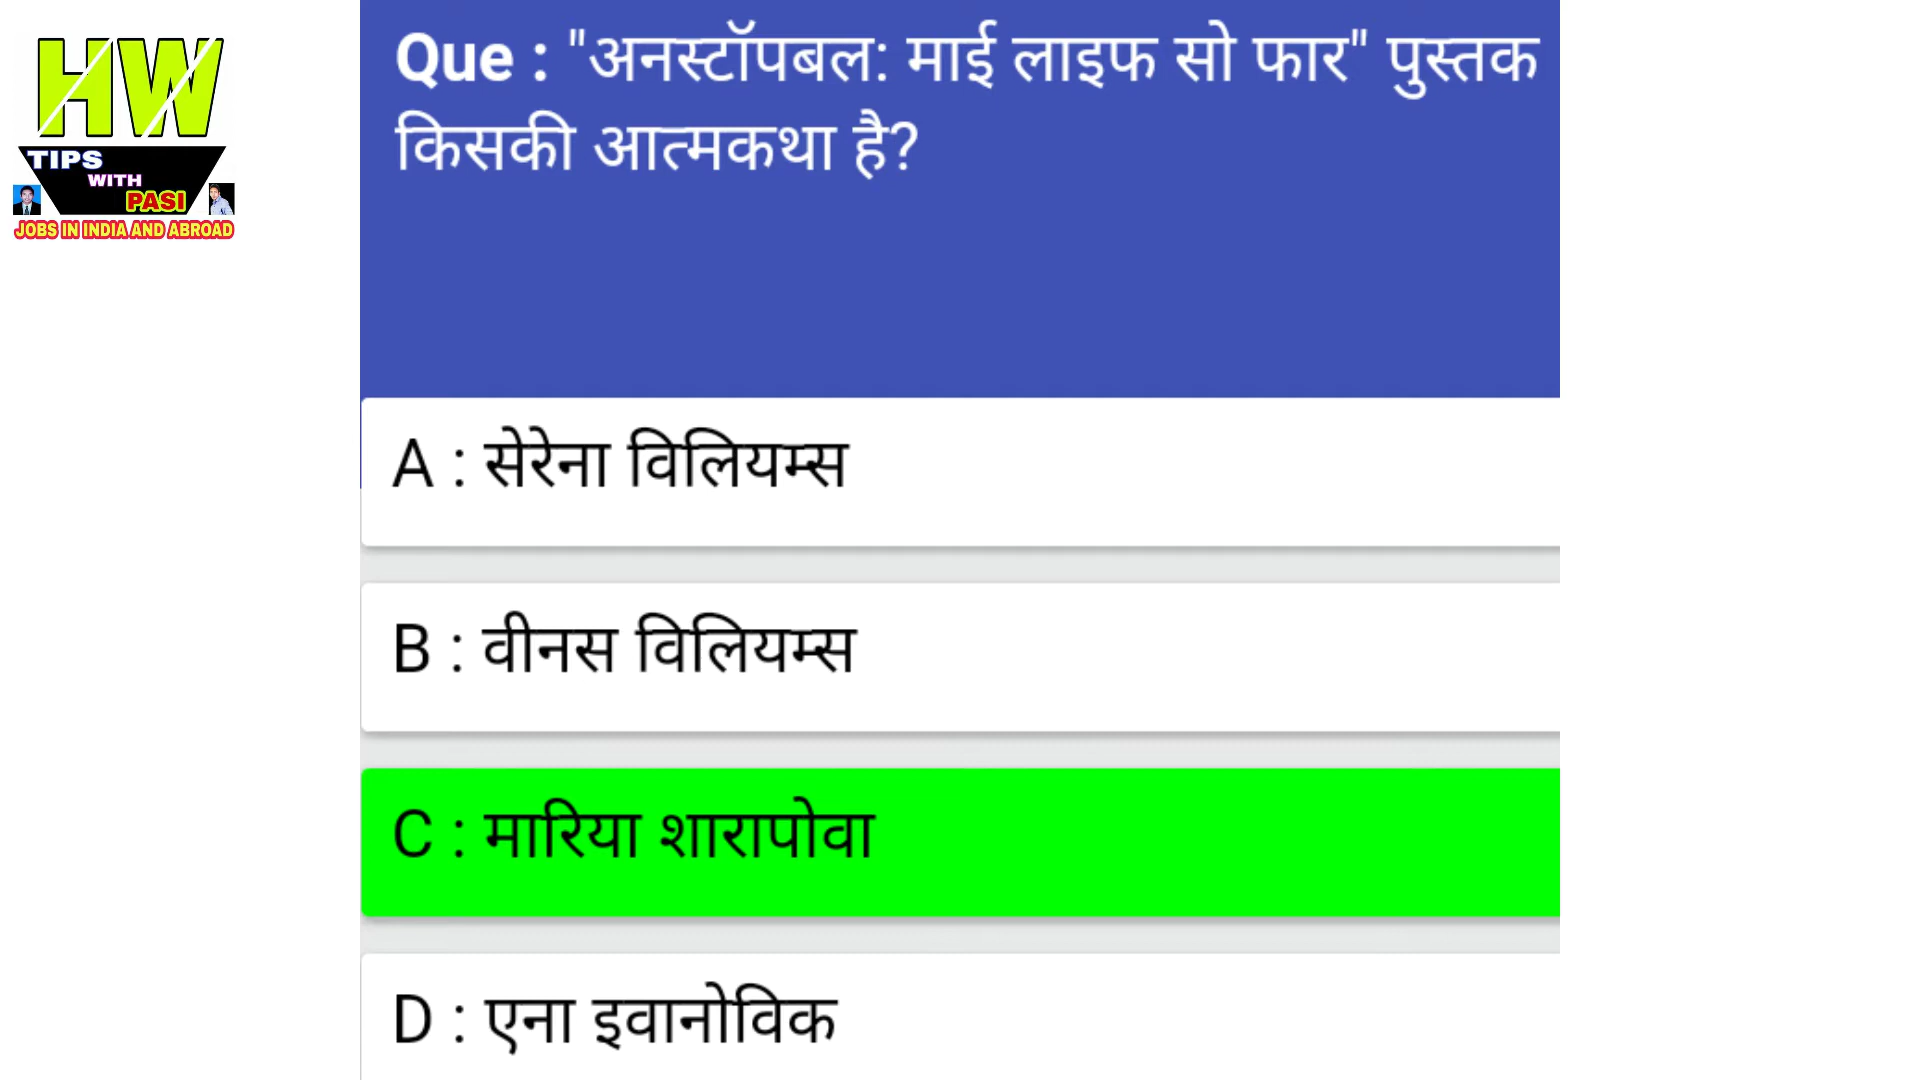 HW
TIPS
WITH
PASI
JOBS IN INDIA AND ABROAD
Que : "अनस्टॉपबल: माई लाइफ सो फार" पुस्तक
किसकी आत्मकथा है?
A : सेरेना विलियम्स
B : वीनस विलियम्स
C : मारिया शारापोवा
D : एना इवानोविक